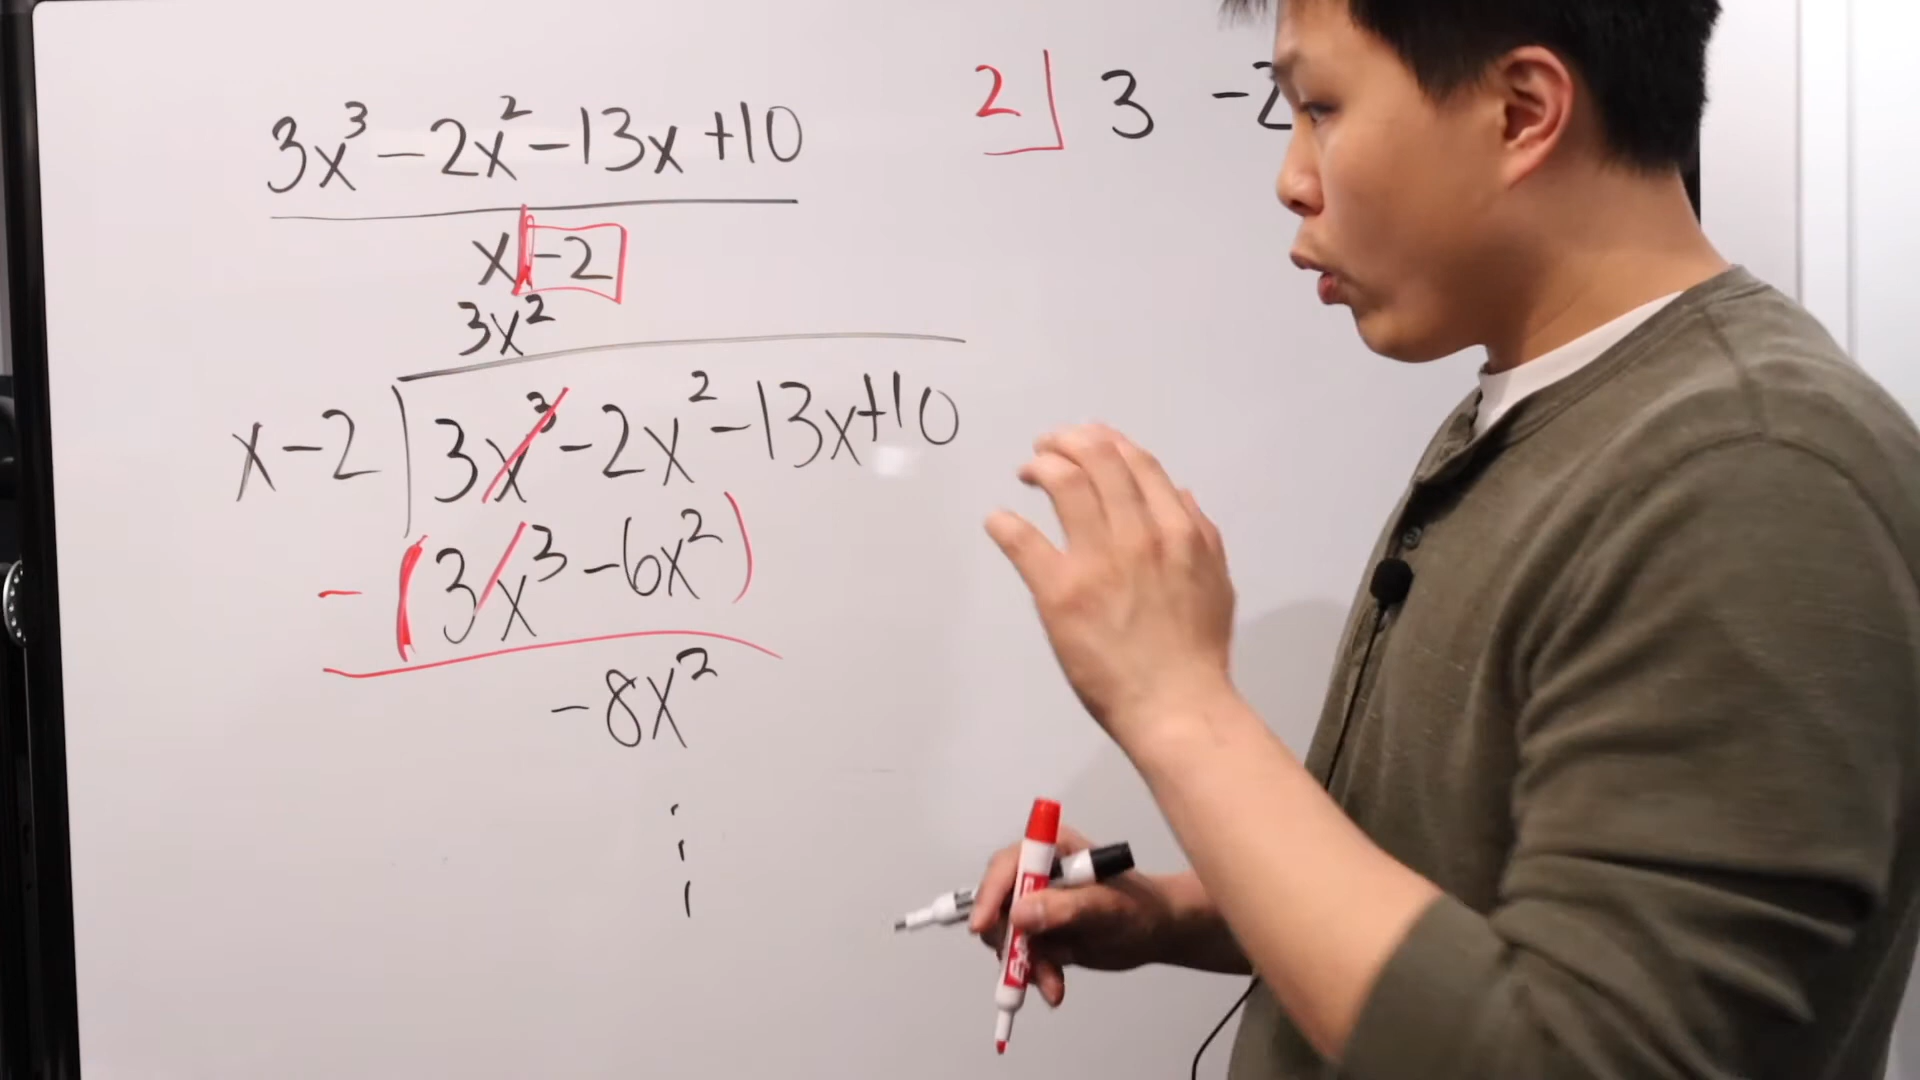 3x³ - 2x² - 13x + 10
x - 2
2 3 -2
3x²
x - 2 3x³ - 2x² - 13x + 10
- (3x³ - 6x²)
-8x²